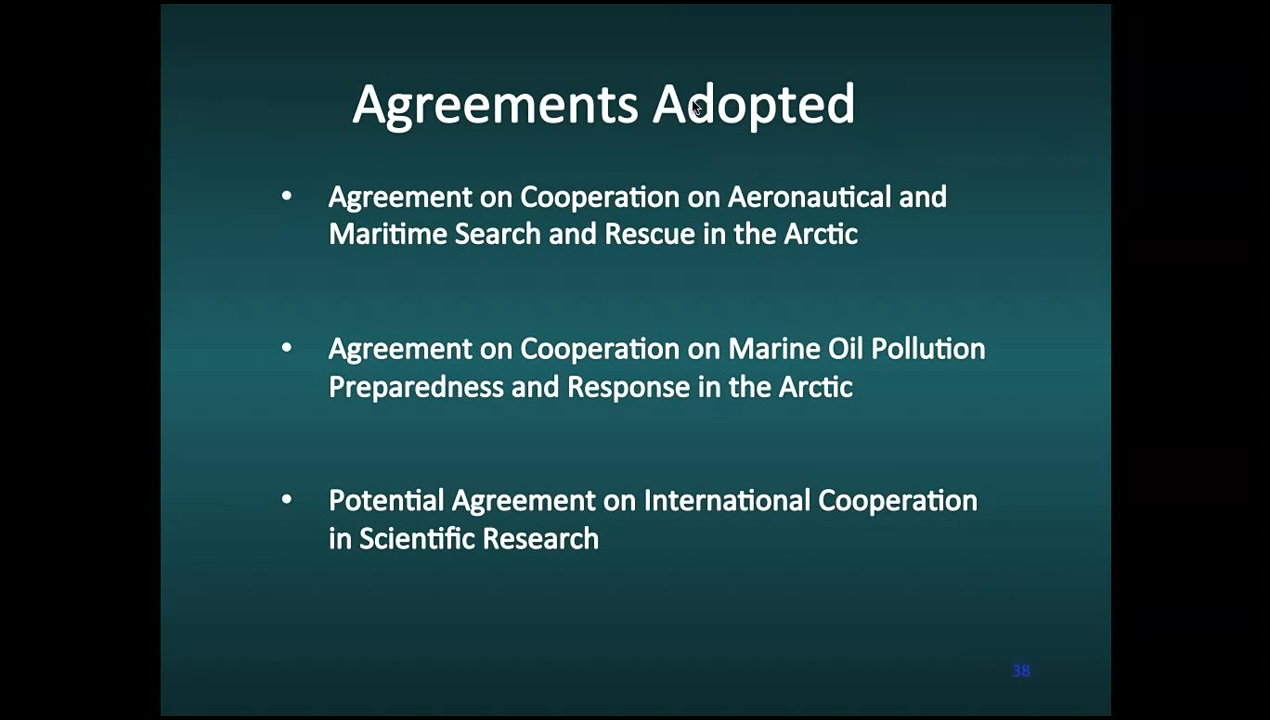 Agreements Adopted
• Agreement on Cooperation on Aeronautical and
Maritime Search and Rescue in the Arctic
• Agreement on Cooperation on Marine Oil Pollution
Preparedness and Response in the Arctic
• Potential Agreement on International Cooperation
in Scientific Research
38